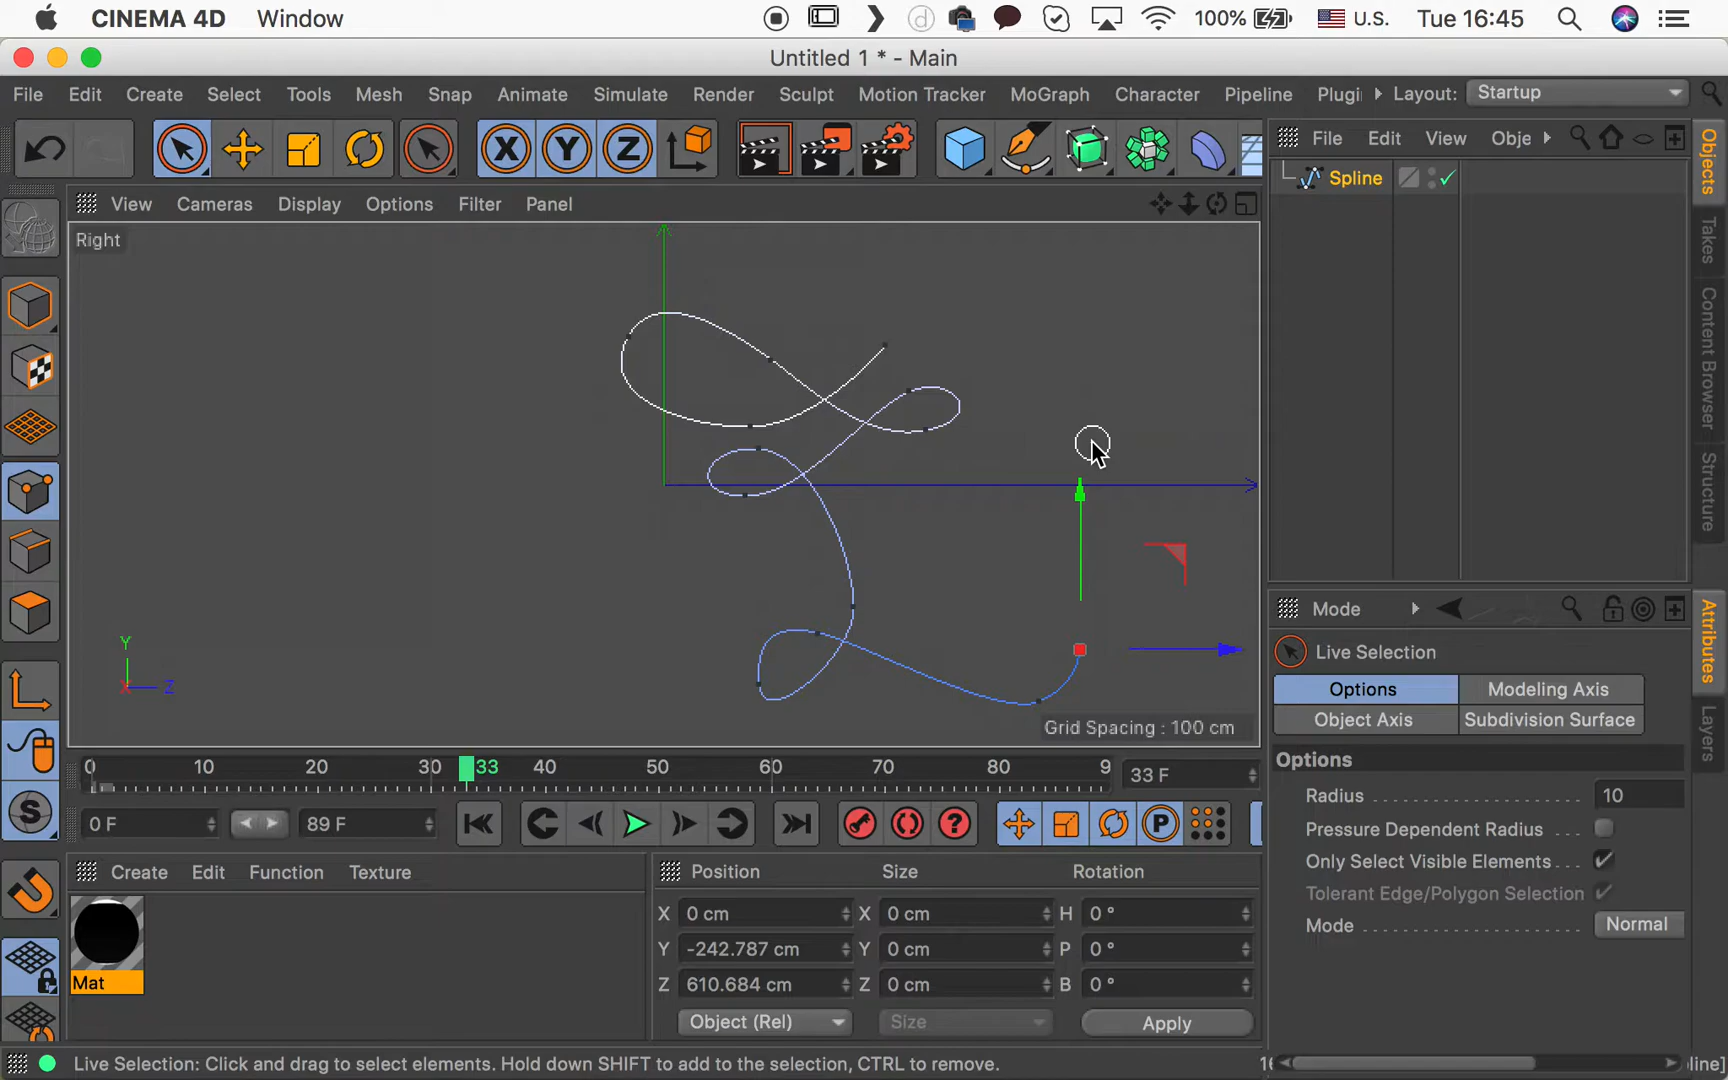 CINEMA 4D Window 100% U.S. Tue 16:45
Untitled 1 * - Main
File Edit Create Select Tools Mesh Snap Animate Simulate Render Sculpt Motion Tracker MoGraph Character Pipeline Plugi Layout: Startup
X Y Z
File Edit View Obje
Objects
Spline
View Cameras Display Options Filter Panel
Right
Takes
Content Browser
Structure
Y
X Z
Grid Spacing : 100 cm
Mode
Attributes
Live Selection
Options Modeling Axis
Object Axis Subdivision Surface
Layers
Options
Radius 10
Pressure Dependent Radius
Only Select Visible Elements
Tolerant Edge/Polygon Selection
Mode Normal
0 10 20 30 33 40 50 60 70 80 9 33 F
0 F 89 F
P
S
Create Edit Function Texture
Mat
Position Size Rotation
X 0 cm X 0 cm H 0 °
Y -242.787 cm Y 0 cm P 0 °
Z 610.684 cm Z 0 cm B 0 °
Object (Rel) Size Apply
Live Selection: Click and drag to select elements. Hold down SHIFT to add to the selection, CTRL to remove.